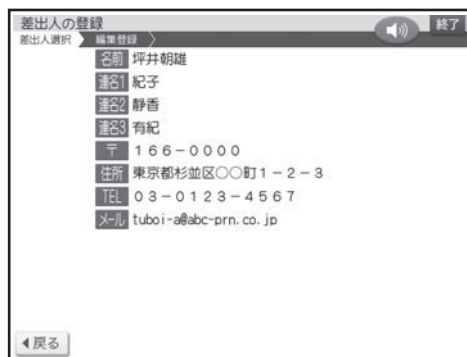 差出人の登録
終了
差出人選択 編集登録
名前 坪井朝雄
連名1 紀子
連名2 静香
連名3 有紀
〒 166-0000
住所 東京都杉並区○○町1-2-3
TEL 03-0123-4567
メール tuboi-a@abc-prn.co.jp
戻る